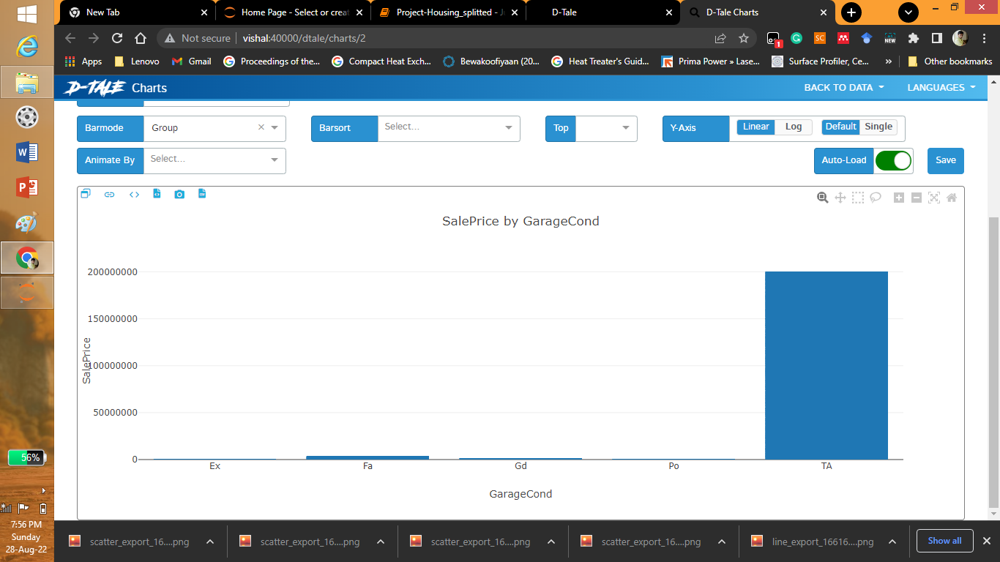 New Tab
Home Page - Select or creat
Project-Housing_splitted - J
D-Tale
D-Tale Charts
Not secure | vishal:40000/dtale/charts/2
1
SC
NEW
Apps
Lenovo
Gmail
Proceedings of the...
Compact Heat Exch...
Bewakoofiyaan (20...
Heat Treater's Guid...
Prima Power » Lase...
Surface Profiler, Ce...
»
Other bookmarks
D-TALE Charts
BACK TO DATA
LANGUAGES
Barmode Group
Barsort Select...
Top
Y-Axis Linear Log Default Single
Animate By Select...
Auto-Load
Save
SalePrice by GarageCond
200000000
150000000
100000000
50000000
0
SalePrice
Ex Fa Gd Po TA
GarageCond
56%
7:56 PM
Sunday
28-Aug-22
scatter_export_16....png
scatter_export_16....png
scatter_export_16....png
scatter_export_16....png
line_export_16616....png
Show all